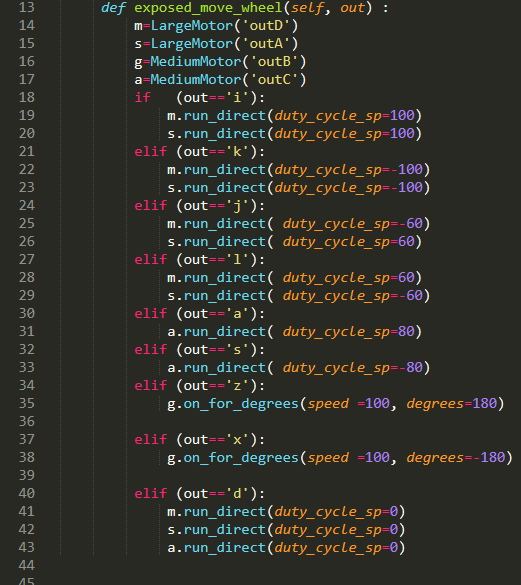 13 def exposed_move_wheel(self, out) :
14 m=LargeMotor('outD')
15 s=LargeMotor('outA')
16 g=MediumMotor('outB')
17 a=MediumMotor('outC')
18 if   (out=='i'):
19 m.run_direct(duty_cycle_sp=100)
20 s.run_direct(duty_cycle_sp=100)
21 elif (out=='k'):
22 m.run_direct(duty_cycle_sp=-100)
23 s.run_direct(duty_cycle_sp=-100)
24 elif (out=='j'):
25 m.run_direct( duty_cycle_sp=-60)
26 s.run_direct( duty_cycle_sp=60)
27 elif (out=='l'):
28 m.run_direct( duty_cycle_sp=60)
29 s.run_direct( duty_cycle_sp=-60)
30 elif (out=='a'):
31 a.run_direct( duty_cycle_sp=80)
32 elif (out=='s'):
33 a.run_direct( duty_cycle_sp=-80)
34 elif (out=='z'):
35 g.on_for_degrees(speed =100, degrees=180)
36
37 elif (out=='x'):
38 g.on_for_degrees(speed =100, degrees=-180)
39
40 elif (out=='d'):
41 m.run_direct(duty_cycle_sp=0)
42 s.run_direct(duty_cycle_sp=0)
43 a.run_direct(duty_cycle_sp=0)
44
45